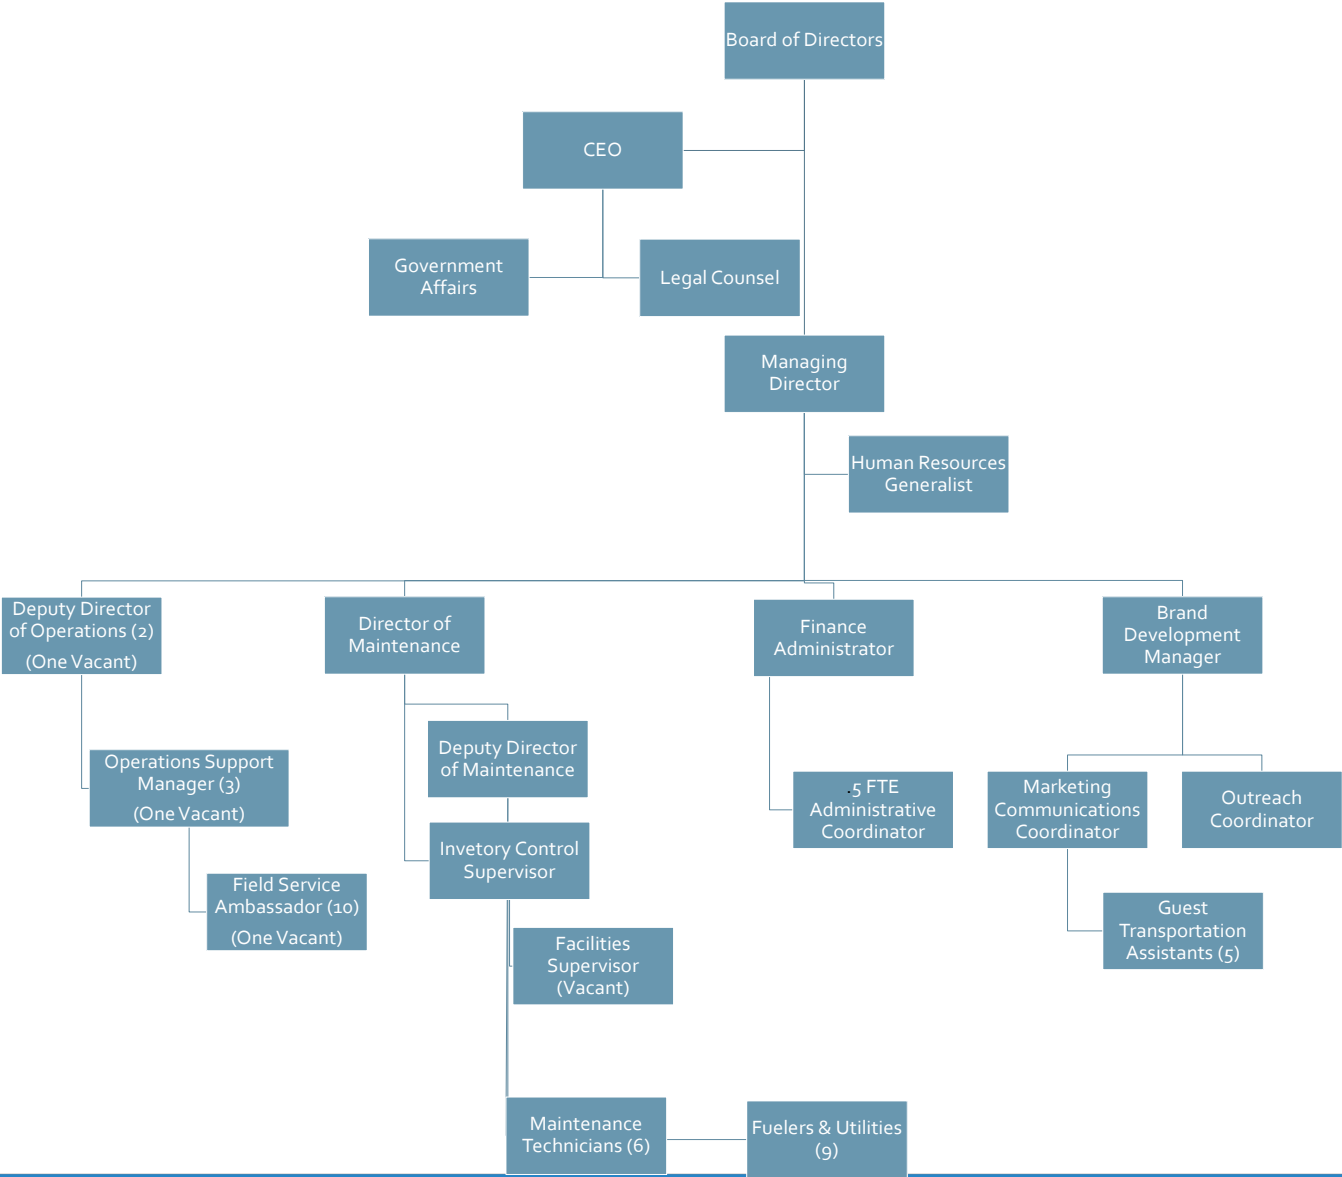 Board of Directors
CEO
Government
Affairs
Legal Counsel
Managing
Director
Human Resources
Generalist
Deputy Director
of Operations (2)
(One Vacant)
Director of
Maintenance
Finance
Administrator
Brand
Development
Manager
Operations Support
Manager (3)
(One Vacant)
Deputy Director
of Maintenance
.5 FTE
Administrative
Coordinator
Marketing
Communications
Coordinator
Outreach
Coordinator
Invetory Control
Supervisor
Field Service
Ambassador (10)
(One Vacant)
Guest
Transportation
Assistants (5)
Facilities
Supervisor
(Vacant)
Maintenance
Technicians (6)
Fuelers & Utilities
(9)